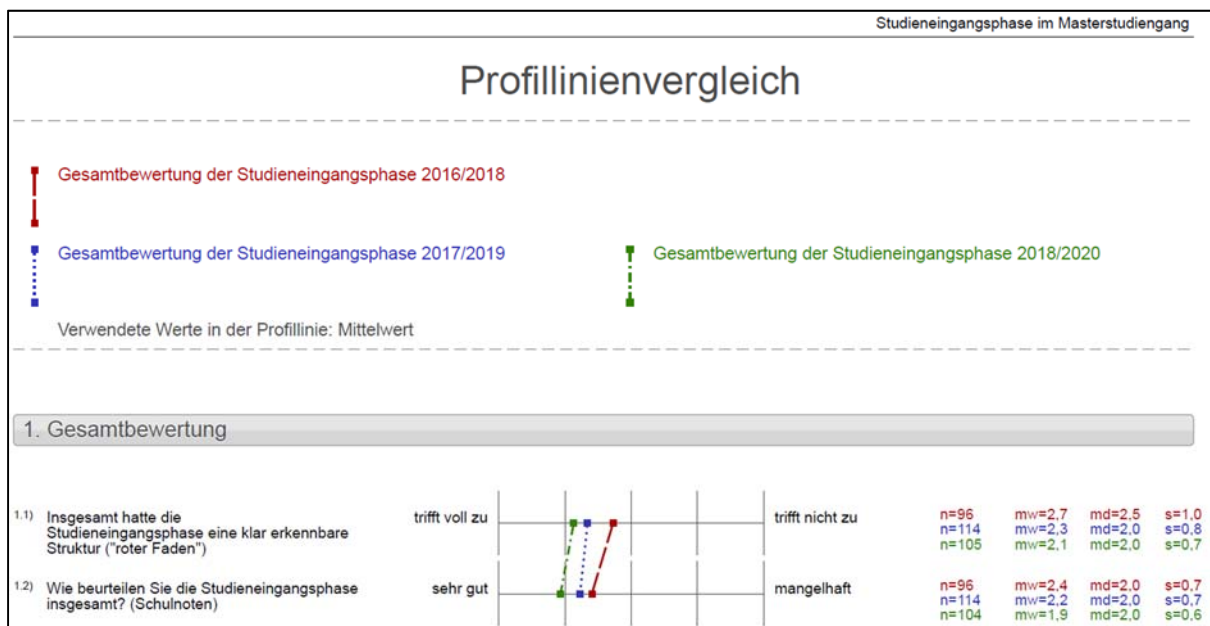 Studieneingangsphase im Masterstudiengang
Profillinienvergleich
Gesamtbewertung der Studieneingangsphase 2016/2018
Gesamtbewertung der Studieneingangsphase 2017/2019
Gesamtbewertung der Studieneingangsphase 2018/2020
Verwendete Werte in der Profillinie: Mittelwert
1. Gesamtbewertung
1.1) Insgesamt hatte die
Studieneingangsphase eine klar erkennbare
Struktur ("roter Faden")
trifft voll zu
trifft nicht zu
n=96 mw=2,7 md=2,5 s=1,0
n=114 mw=2,3 md=2,0 s=0,8
n=105 mw=2,1 md=2,0 s=0,7
1.2) Wie beurteilen Sie die Studieneingangsphase
insgesamt? (Schulnoten)
sehr gut
mangelhaft
n=96 mw=2,4 md=2,0 s=0,7
n=114 mw=2,2 md=2,0 s=0,7
n=104 mw=1,9 md=2,0 s=0,6